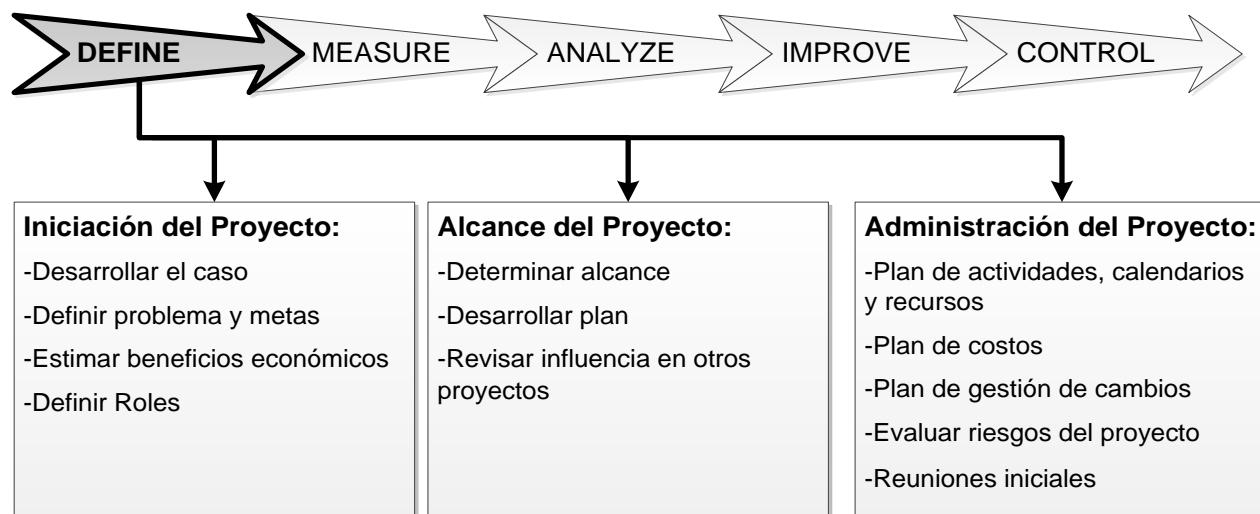 DEFINE
MEASURE
ANALYZE
IMPROVE
CONTROL
Iniciación del Proyecto:
-Desarrollar el caso
-Definir problema y metas
-Estimar beneficios económicos
-Definir Roles
Alcance del Proyecto:
-Determinar alcance
-Desarrollar plan
-Revisar influencia en otros
proyectos
Administración del Proyecto:
-Plan de actividades, calendarios
y recursos
-Plan de costos
-Plan de gestión de cambios
-Evaluar riesgos del proyecto
-Reuniones iniciales